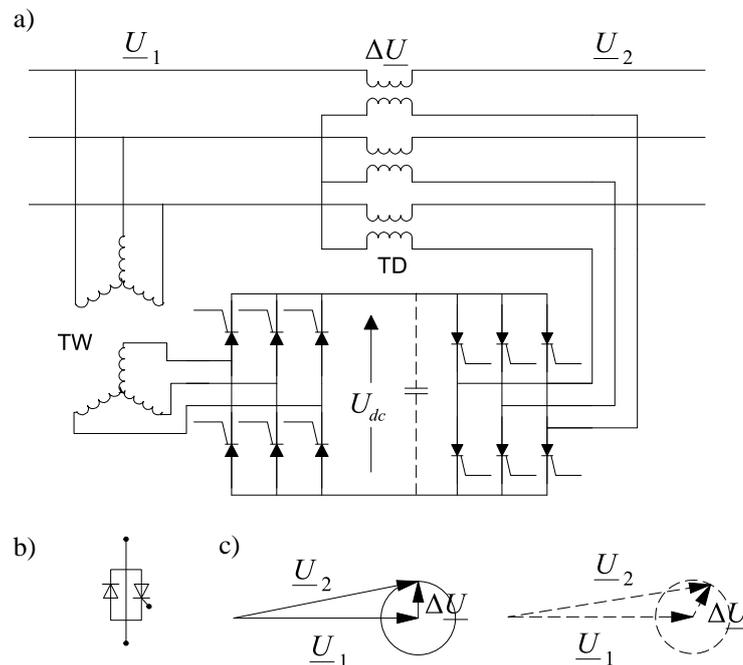 a)
U1 ΔU U2
TD
TW
Udc
b) c)
U2 ΔU U1
U2 ΔU U1